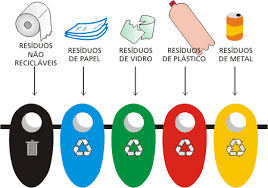 RESÍDUOS
NÃO
RECICLÁVEIS
RESÍDUOS
DE PAPEL
RESÍDUOS
DE VIDRO
RESÍDUOS
DE PLÁSTICO
RESÍDUOS
DE METAL